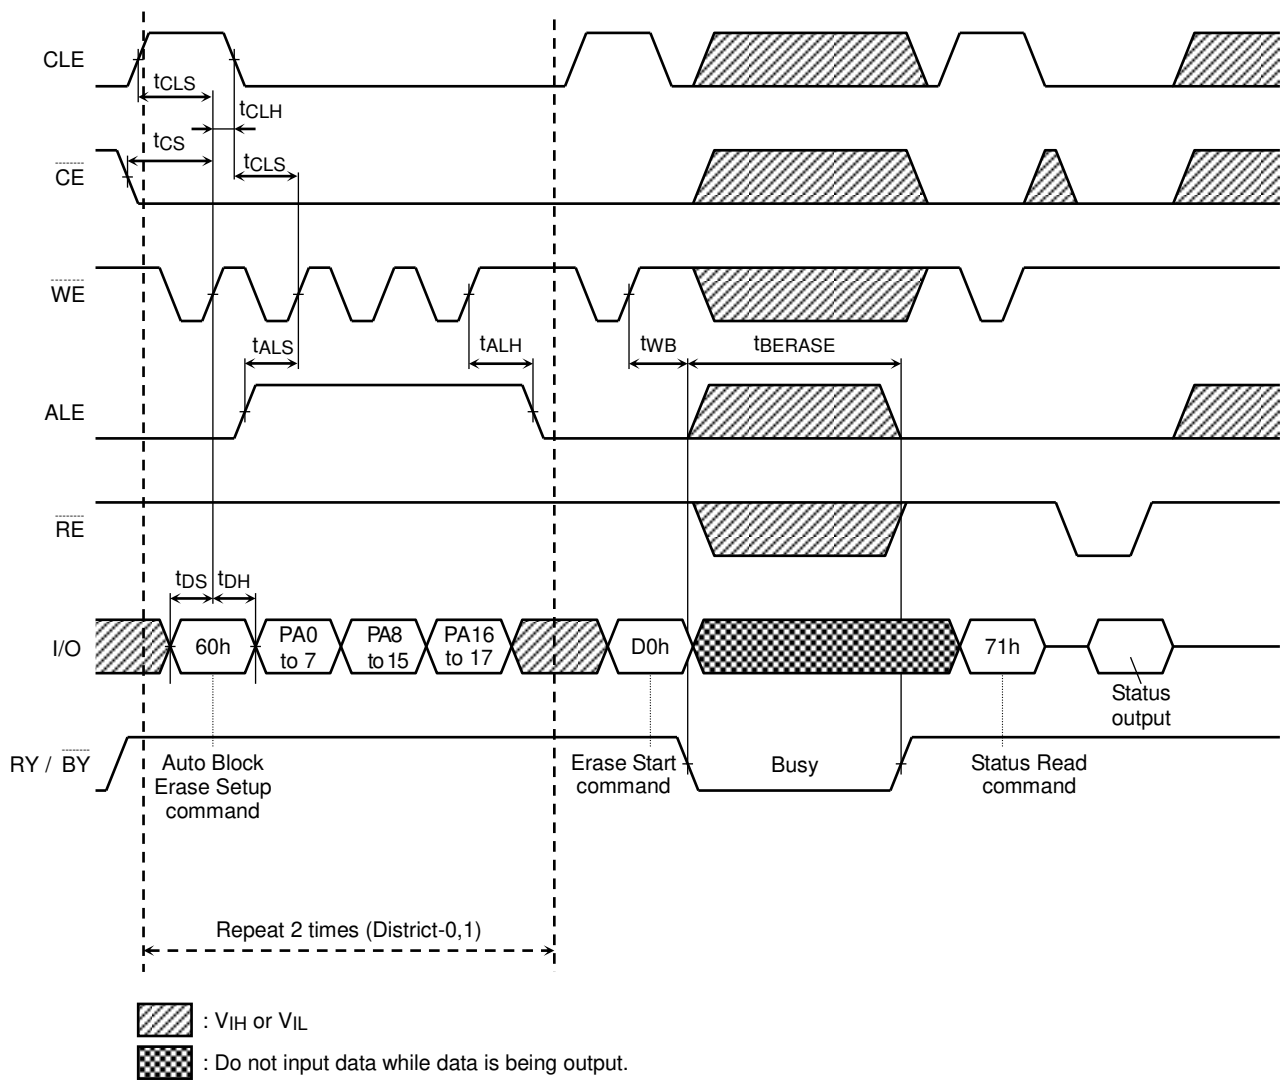 CLE
tCLS
tCLH
tCS
tCLS
CE
WE
tALS
tALH
tWB
tBERASE
ALE
RE
tDS
tDH
I/O
60h
PA0
to 7
PA8
to 15
PA16
to 17
D0h
71h
Status
output
RY / BY
Auto Block
Erase Setup
command
Erase Start
command
Busy
Status Read
command
Repeat 2 times (District-0,1)
: VIH or VIL
: Do not input data while data is being output.